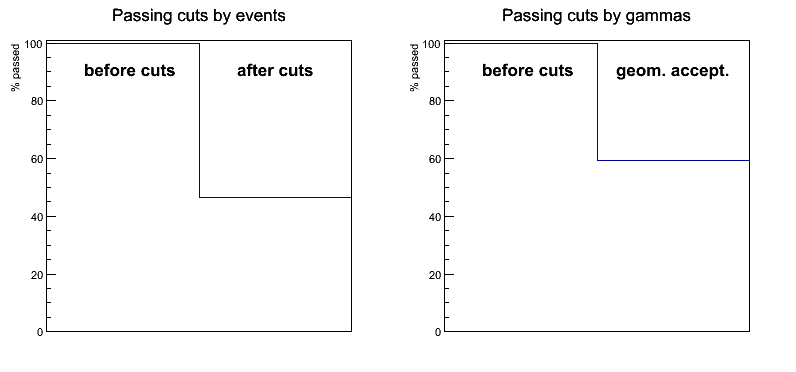 Passing cuts by events
% passed
100
before cuts after cuts
80
60
40
20
0
Passing cuts by gammas
% passed
100
before cuts geom. accept.
80
60
40
20
0